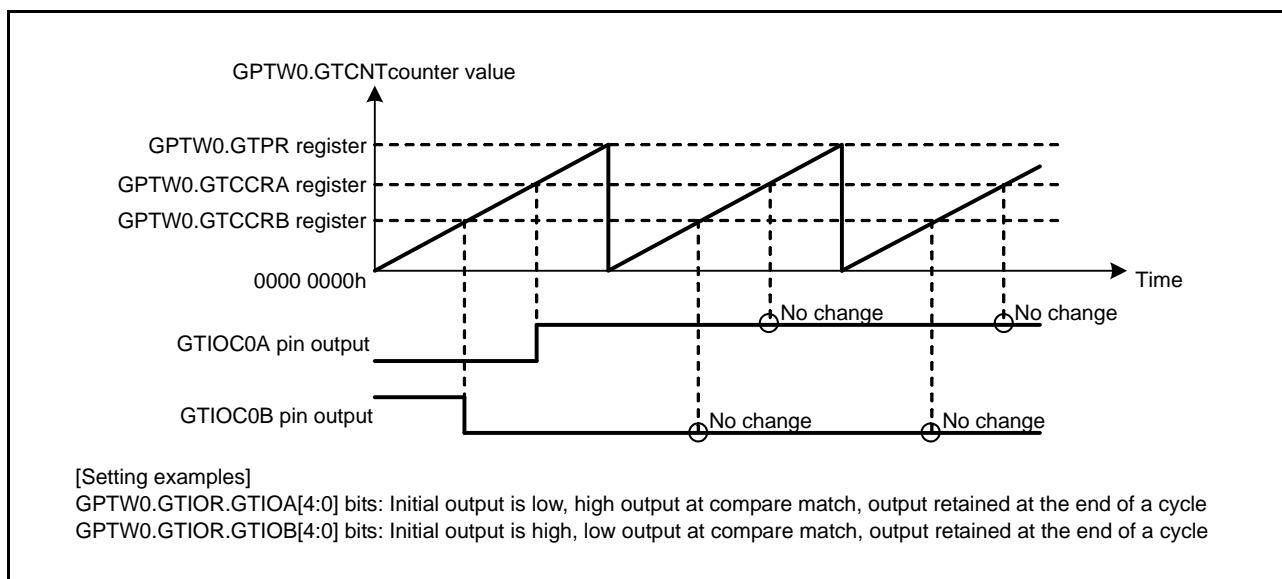 GPTW0.GTCNTcounter value
GPTW0.GTPR register
GPTW0.GTCCRA register
GPTW0.GTCCRB register
0000 0000h
Time
No change
No change
GTIOC0A pin output
GTIOC0B pin output
No change
No change
[Setting examples]
GPTW0.GTIOR.GTIOA[4:0] bits: Initial output is low, high output at compare match, output retained at the end of a cycle
GPTW0.GTIOR.GTIOB[4:0] bits: Initial output is high, low output at compare match, output retained at the end of a cycle